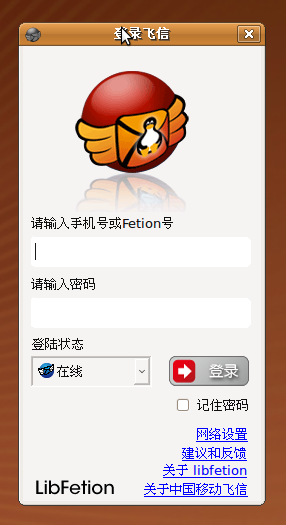 登录飞信
请输入手机号或Fetion号
请输入密码
登陆状态
在线
登录
记住密码
网络设置
建议和反馈
关于 libfetion
LibFetion
关于中国移动飞信